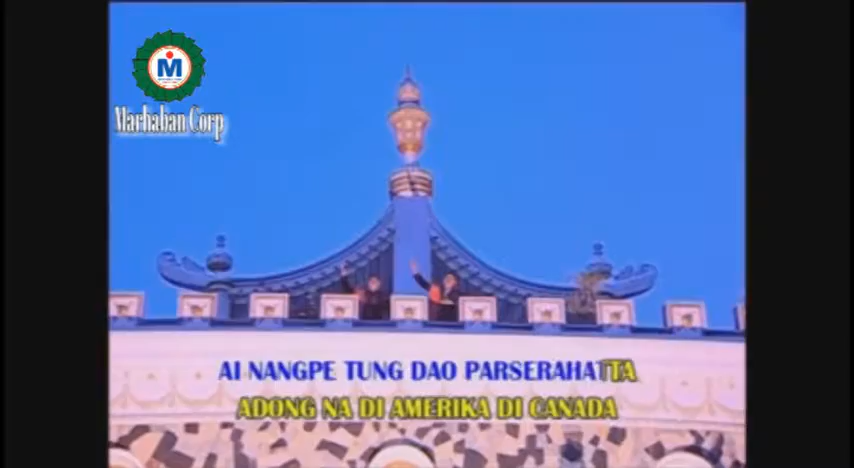 M
Marhaban Corp
AI NANGPE TUNG DAO PARSERAHATTA
ADONG NA DI AMERIKA DI CANADA